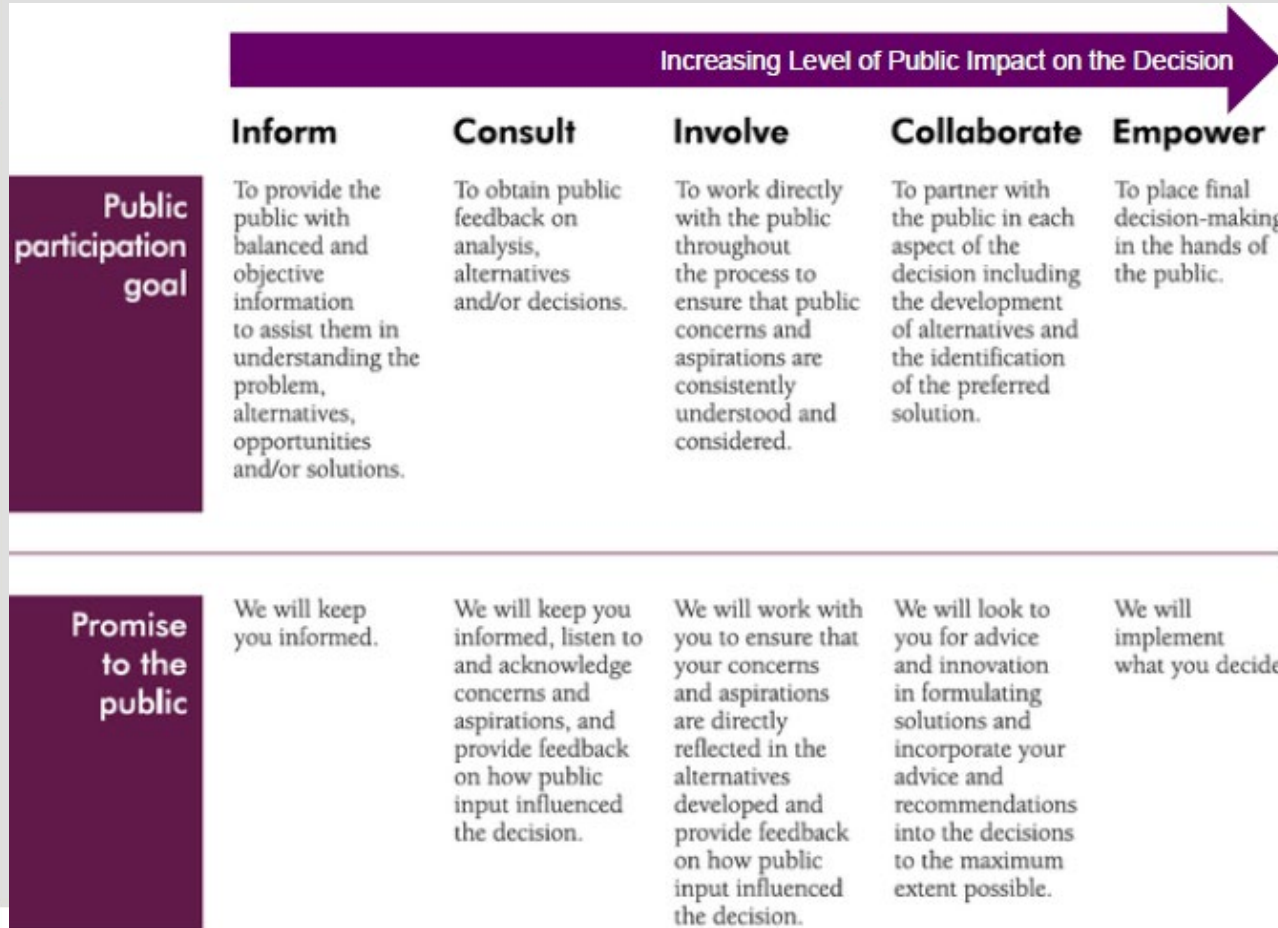 Increasing Level of Public Impact on the Decision
Inform
Consult
Involve
Collaborate
Empower
Public
participation
goal
To provide the
public with
balanced and
objective
information
to assist them in
understanding the
problem,
alternatives,
opportunities
and/or solutions.
To obtain public
feedback on
analysis,
alternatives
and/or decisions.
To work directly
with the public
throughout
the process to
ensure that public
concerns and
aspirations are
consistently
understood and
considered.
To partner with
the public in each
aspect of the
decision including
the development
of alternatives and
the identification
of the preferred
solution.
To place final
decision-making
in the hands of
the public.
Promise
to the
public
We will keep
you informed.
We will keep you
informed, listen to
and acknowledge
concerns and
aspirations, and
provide feedback
on how public
input influenced
the decision.
We will work with
you to ensure that
your concerns
and aspirations
are directly
reflected in the
alternatives
developed and
provide feedback
on how public
input influenced
the decision.
We will look to
you for advice
and innovation
in formulating
solutions and
incorporate your
advice and
recommendations
into the decisions
to the maximum
extent possible.
We will
implement
what you decide